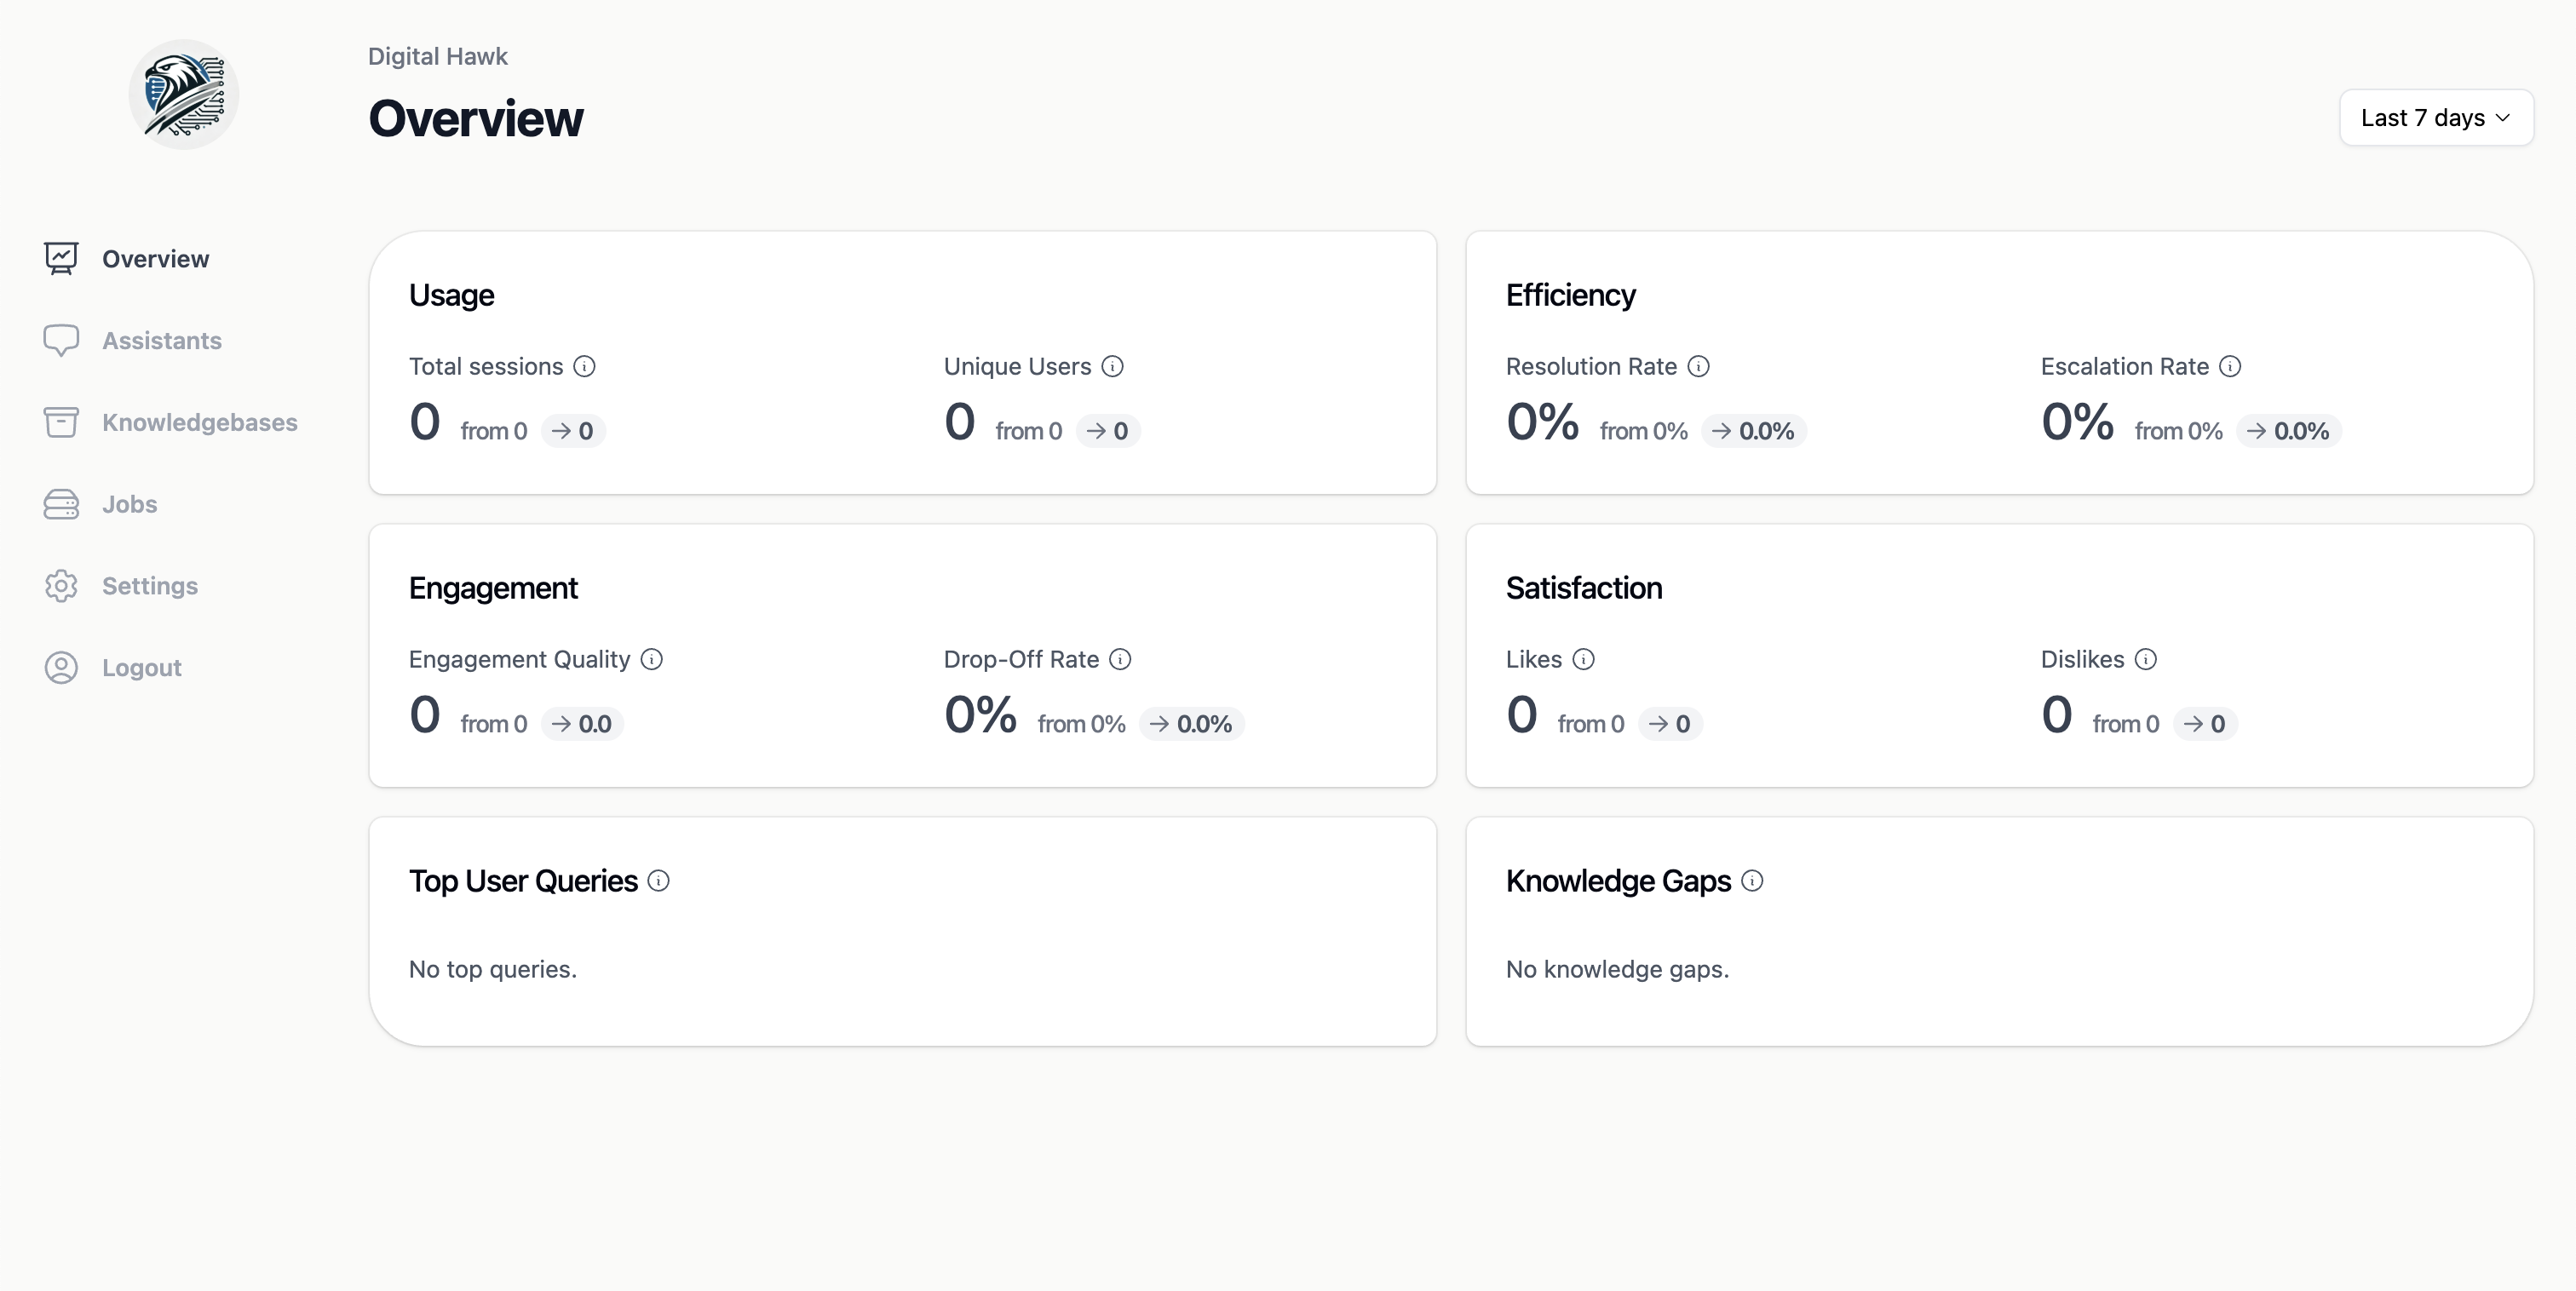 Digital Hawk
Overview
Last 7 days
Overview
Assistants
Knowledgebases
Jobs
Settings
Logout
Usage
Total sessions
0 from 0 → 0
Unique Users
0 from 0 → 0
Efficiency
Resolution Rate
0% from 0% → 0.0%
Escalation Rate
0% from 0% → 0.0%
Engagement
Engagement Quality
0 from 0 → 0.0
Drop-Off Rate
0% from 0% → 0.0%
Satisfaction
Likes
0 from 0 → 0
Dislikes
0 from 0 → 0
Top User Queries
No top queries.
Knowledge Gaps
No knowledge gaps.